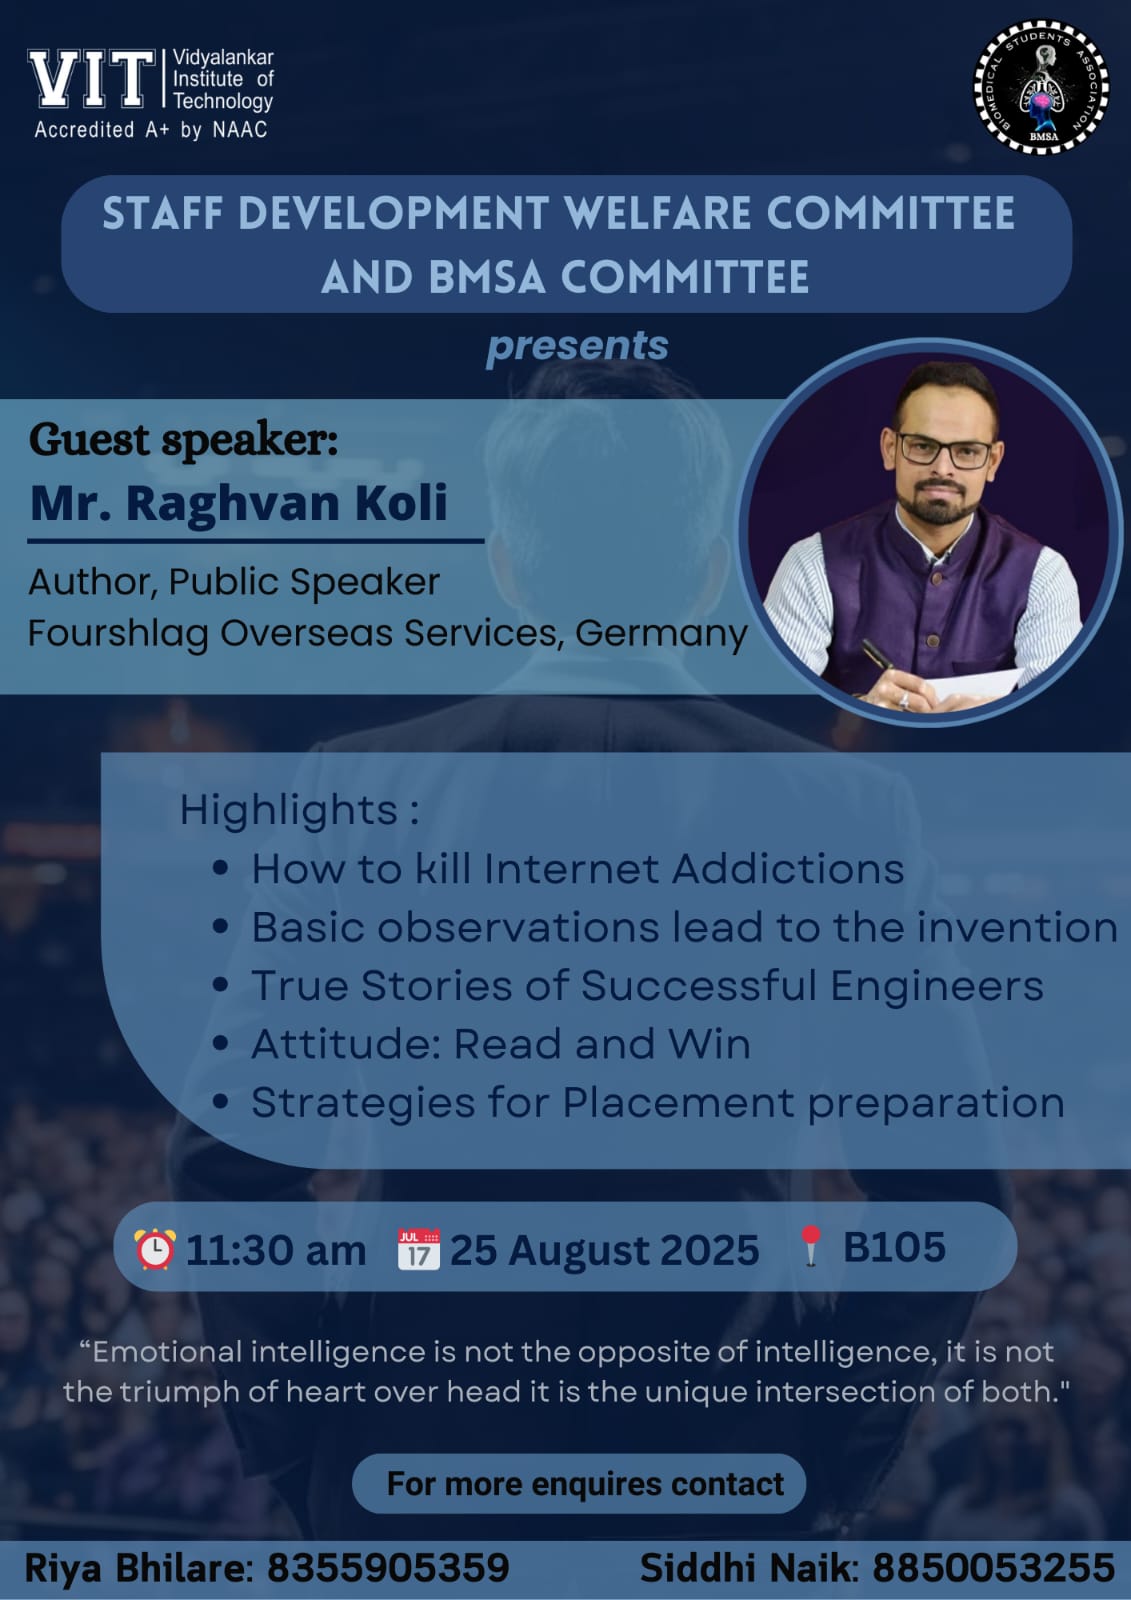 VIT
Vidyalankar
Institute of
Technology
Accredited A+ by NAAC
BIOMEDICAL STUDENTS ASSOCIATION
BMSA
STAFF DEVELOPMENT WELFARE COMMITTEE
AND BMSA COMMITTEE
presents
Guest speaker:
Mr. Raghvan Koli
Author, Public Speaker
Fourshlag Overseas Services, Germany
Highlights :
• How to kill Internet Addictions
• Basic observations lead to the invention
• True Stories of Successful Engineers
• Attitude: Read and Win
• Strategies for Placement preparation
11:30 am JUL 17 25 August 2025 B105
“Emotional intelligence is not the opposite of intelligence, it is not
the triumph of heart over head it is the unique intersection of both."
For more enquires contact
Riya Bhilare: 8355905359 Siddhi Naik: 8850053255